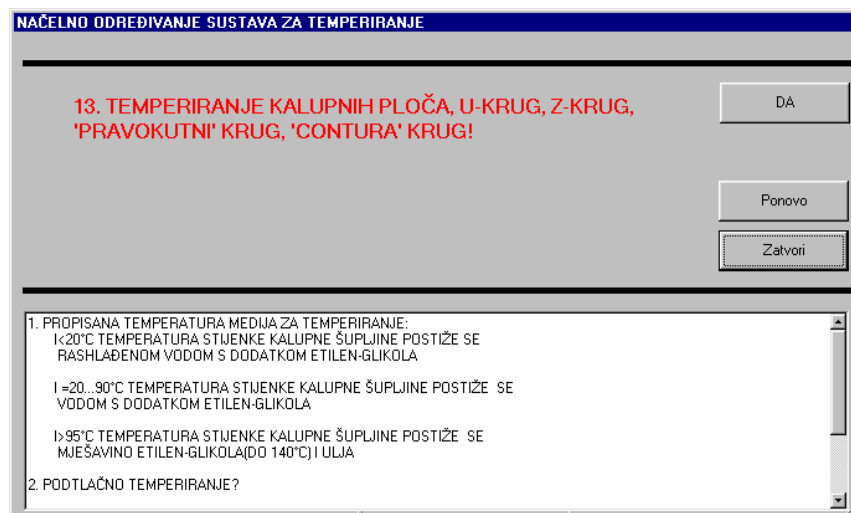 NAČELNO ODREĐIVANJE SUSTAVA ZA TEMPERIRANJE
13. TEMPERIRANJE KALUPNIH PLOČA, U-KRUG, Z-KRUG,
'PRAVOKUTNI' KRUG, 'CONTURA' KRUG!
DA
Ponovo
Zatvori
1. PROPISANA TEMPERATURA MEDIJA ZA TEMPERIRANJE:
I<20°C TEMPERATURA STIJENKE KALUPNE ŠUPLJINE POSTIŽE SE
RASHLAĐENOM VODOM S DODATKOM ETILEN-GLIKOLA
I =20...90°C TEMPERATURA STIJENKE KALUPNE ŠUPLJINE POSTIŽE SE
VODOM S DODATKOM ETILEN-GLIKOLA
I>95°C TEMPERATURA STIJENKE KALUPNE ŠUPLJINE POSTIŽE SE
MJEŠAVINO ETILEN-GLIKOLA(DO 140°C) I ULJA
2. PODTLAČNO TEMPERIRANJE?